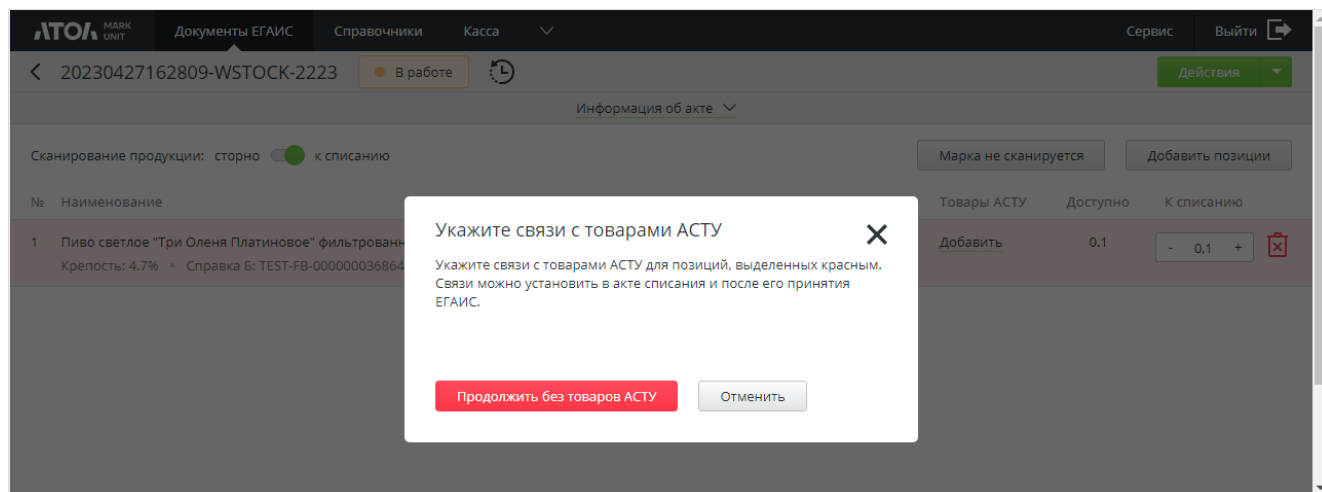 АТОЛ MARK UNIT Документы ЕГАИС Справочники Касса Сервис Выйти
20230427162809-WSTOCK-2223 В работе Действия
Информация об акте
Сканирование продукции: сторно к списанию Марка не сканируется Добавить позиции
№ Наименование Товары АСТУ Доступно К списанию
1 Пиво светлое "Три Оленя Платиновое" фильтрованн Добавить 0.1 - 0,1 +
Крепость: 4.7% • Справка Б: TEST-FB-000000036864
Укажите связи с товарами АСТУ
Укажите связи с товарами АСТУ для позиций, выделенных красным.
Связи можно установить в акте списания и после его принятия
ЕГАИС.
Продолжить без товаров АСТУ Отменить